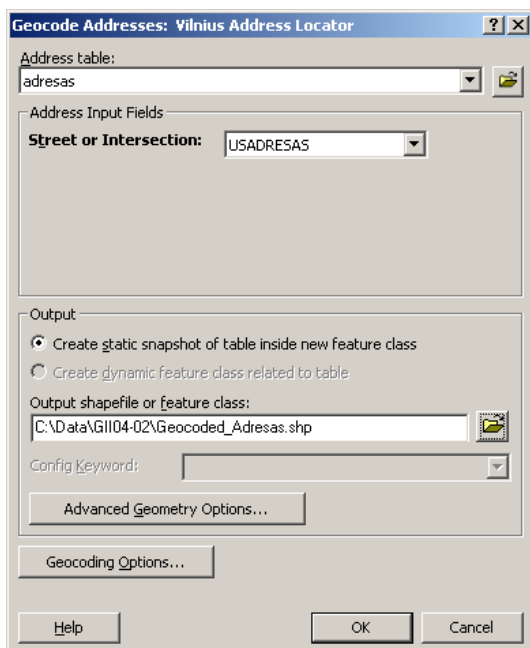 Geocode Addresses: Vilnius Address Locator
Address table:
adresas
Address Input Fields
Street or Intersection: USADRESAS
Output
Create static snapshot of table inside new feature class
Create dynamic feature class related to table
Output shapefile or feature class:
C:\Data\GII04-02\Geocoded_Adresas.shp
Config Keyword:
Advanced Geometry Options...
Geocoding Options...
Help OK Cancel